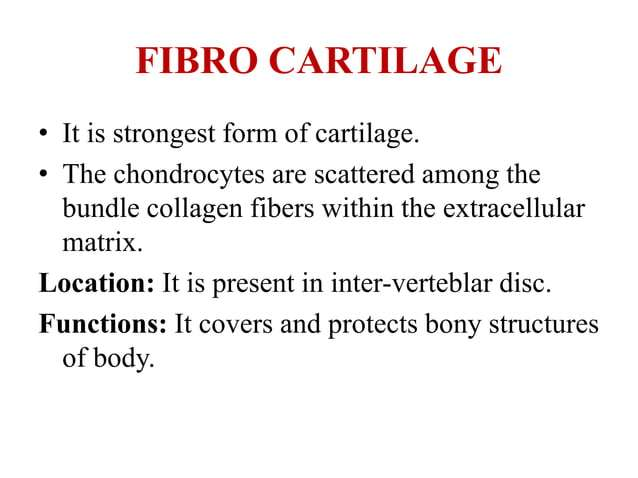 FIBRO CARTILAGE
• It is strongest form of cartilage.
• The chondrocytes are scattered among the
bundle collagen fibers within the extracellular
matrix.
Location: It is present in inter-verteblar disc.
Functions: It covers and protects bony structures
of body.